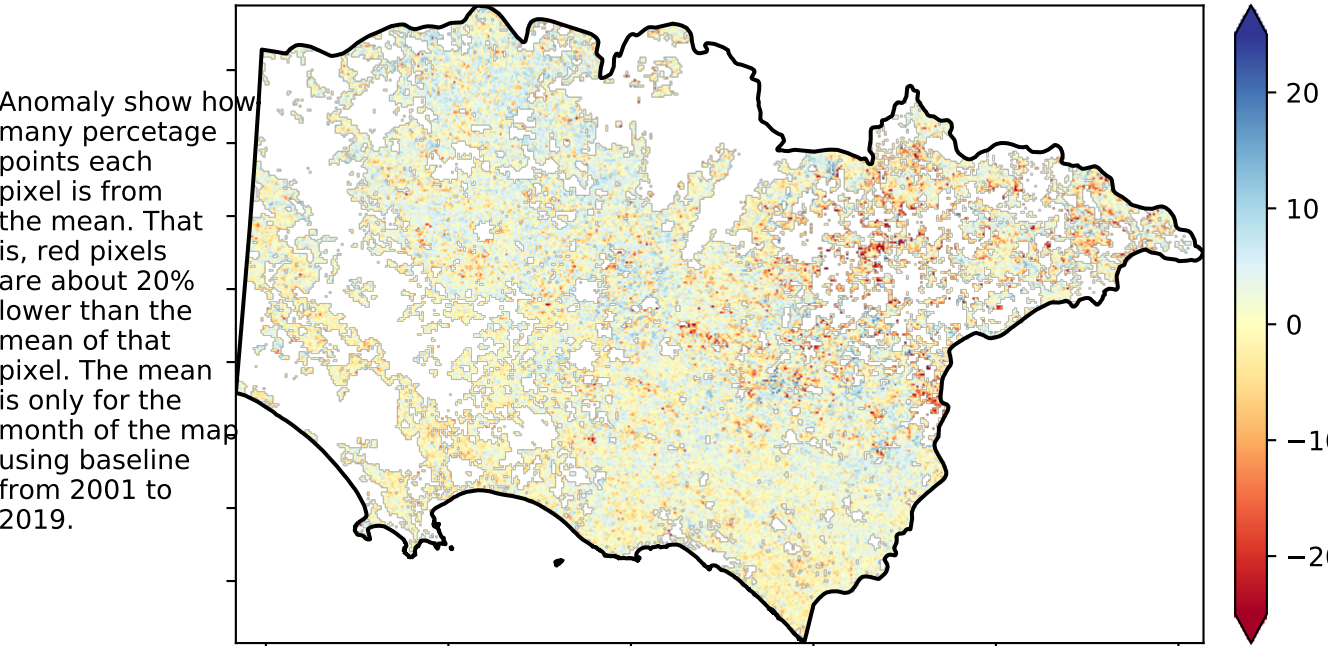 Anomaly show how
many percetage
points each
pixel is from
the mean. That
is, red pixels
are about 20%
lower than the
mean of that
pixel. The mean
is only for the
month of the map
using baseline
from 2001 to
2019.
20
10
0
−10
−20